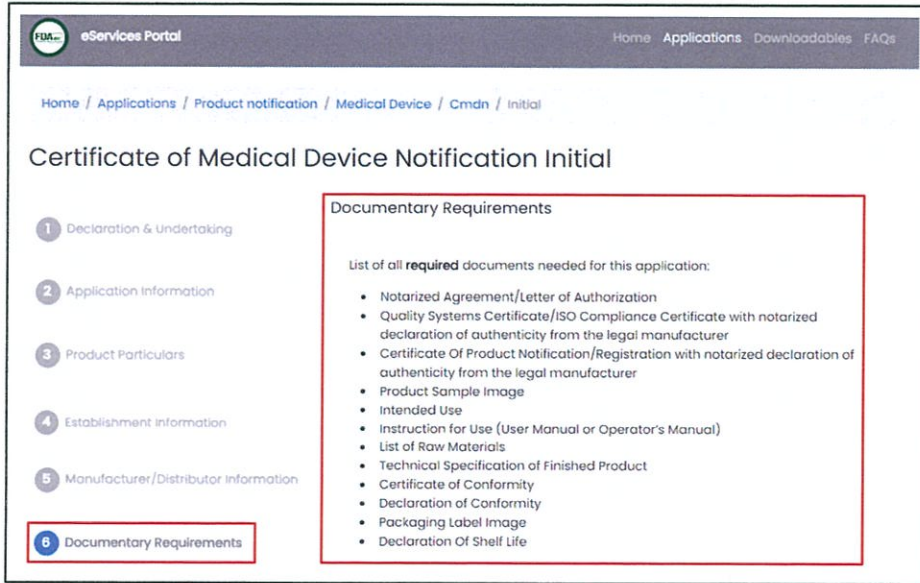 FDA
eServices Portal
Home Applications Downloadables FAQs
Home / Applications / Product notification / Medical Device / Cmdn / Initial
Certificate of Medical Device Notification Initial
1 Declaration & Undertaking
2 Application Information
3 Product Particulars
4 Establishment Information
5 Manufacturer/Distributor Information
6 Documentary Requirements
Documentary Requirements
List of all required documents needed for this application:
• Notarized Agreement/Letter of Authorization
• Quality Systems Certificate/ISO Compliance Certificate with notarized
declaration of authenticity from the legal manufacturer
• Certificate Of Product Notification/Registration with notarized declaration of
authenticity from the legal manufacturer
• Product Sample Image
• Intended Use
• Instruction for Use (User Manual or Operator's Manual)
• List of Raw Materials
• Technical Specification of Finished Product
• Certificate of Conformity
• Declaration of Conformity
• Packaging Label Image
• Declaration Of Shelf Life